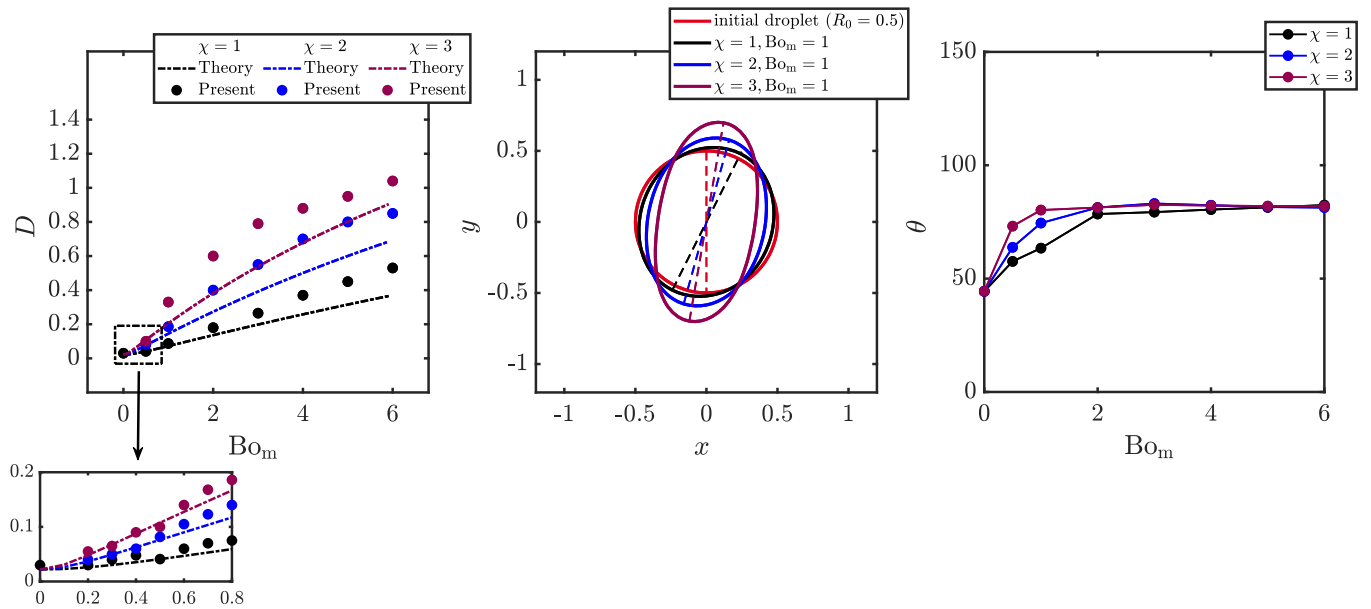 χ = 1 χ = 2 χ = 3
Theory Theory Theory
Present Present Present
1.4
1.2
1
0.8
0.6
0.4
0.2
0
D
0 2 4 6
Bo_m
0.2
0.1
0
0 0.2 0.4 0.6 0.8
initial droplet (R_0 = 0.5)
χ = 1, Bo_m = 1
χ = 2, Bo_m = 1
χ = 3, Bo_m = 1
1
0.5
0
-0.5
-1
y
-1 -0.5 0 0.5 1
x
χ = 1
χ = 2
χ = 3
150
100
50
0
θ
0 2 4 6
Bo_m